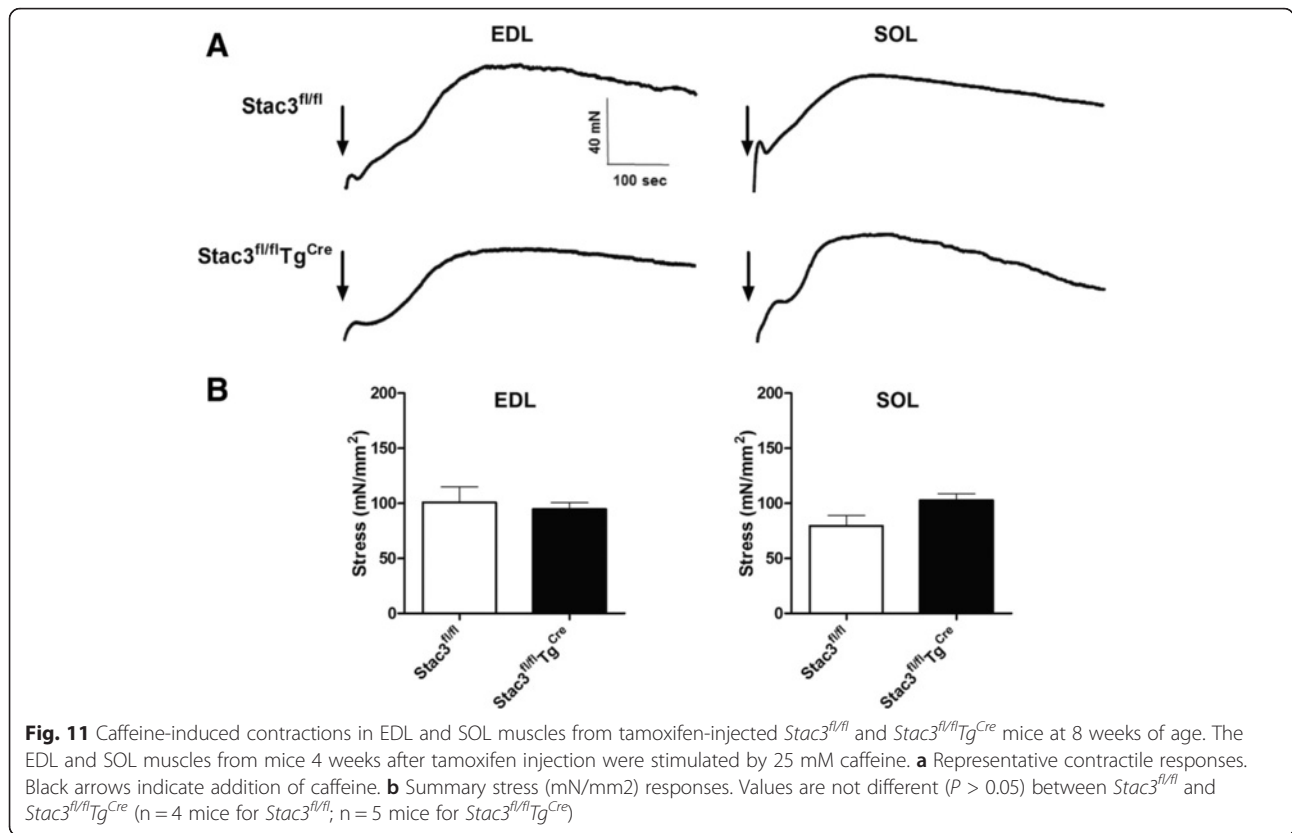 A
EDL
SOL
Stac3fl/fl
40 mN
100 sec
Stac3fl/flTgCre
B
EDL
SOL
Stress (mN/mm2)
200
150
100
50
0
Stac3fl/fl
Stac3fl/flTgCre
Stress (mN/mm2)
200
150
100
50
0
Stac3fl/fl
Stac3fl/flTgCre
Fig. 11 Caffeine-induced contractions in EDL and SOL muscles from tamoxifen-injected Stac3fl/fl and Stac3fl/flTgCre mice at 8 weeks of age. The
EDL and SOL muscles from mice 4 weeks after tamoxifen injection were stimulated by 25 mM caffeine. a Representative contractile responses.
Black arrows indicate addition of caffeine. b Summary stress (mN/mm2) responses. Values are not different (P > 0.05) between Stac3fl/fl and
Stac3fl/flTgCre (n = 4 mice for Stac3fl/fl; n = 5 mice for Stac3fl/flTgCre)